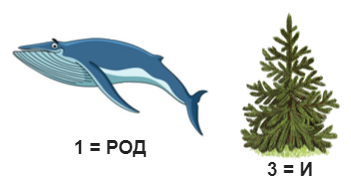 1 = РОД
3 = И